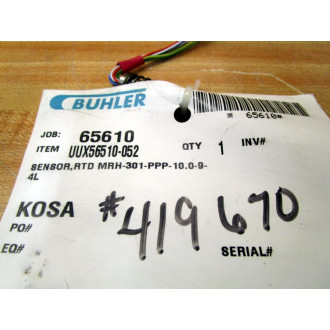 BUHLER
*65610*
JOB: 65610
ITEM UUX56510-052 QTY 1 INV#
SENSOR,RTD MRH-301-PPP-10.0-9-
4L
KOSA # 419670
PO#
EQ# SERIAL#